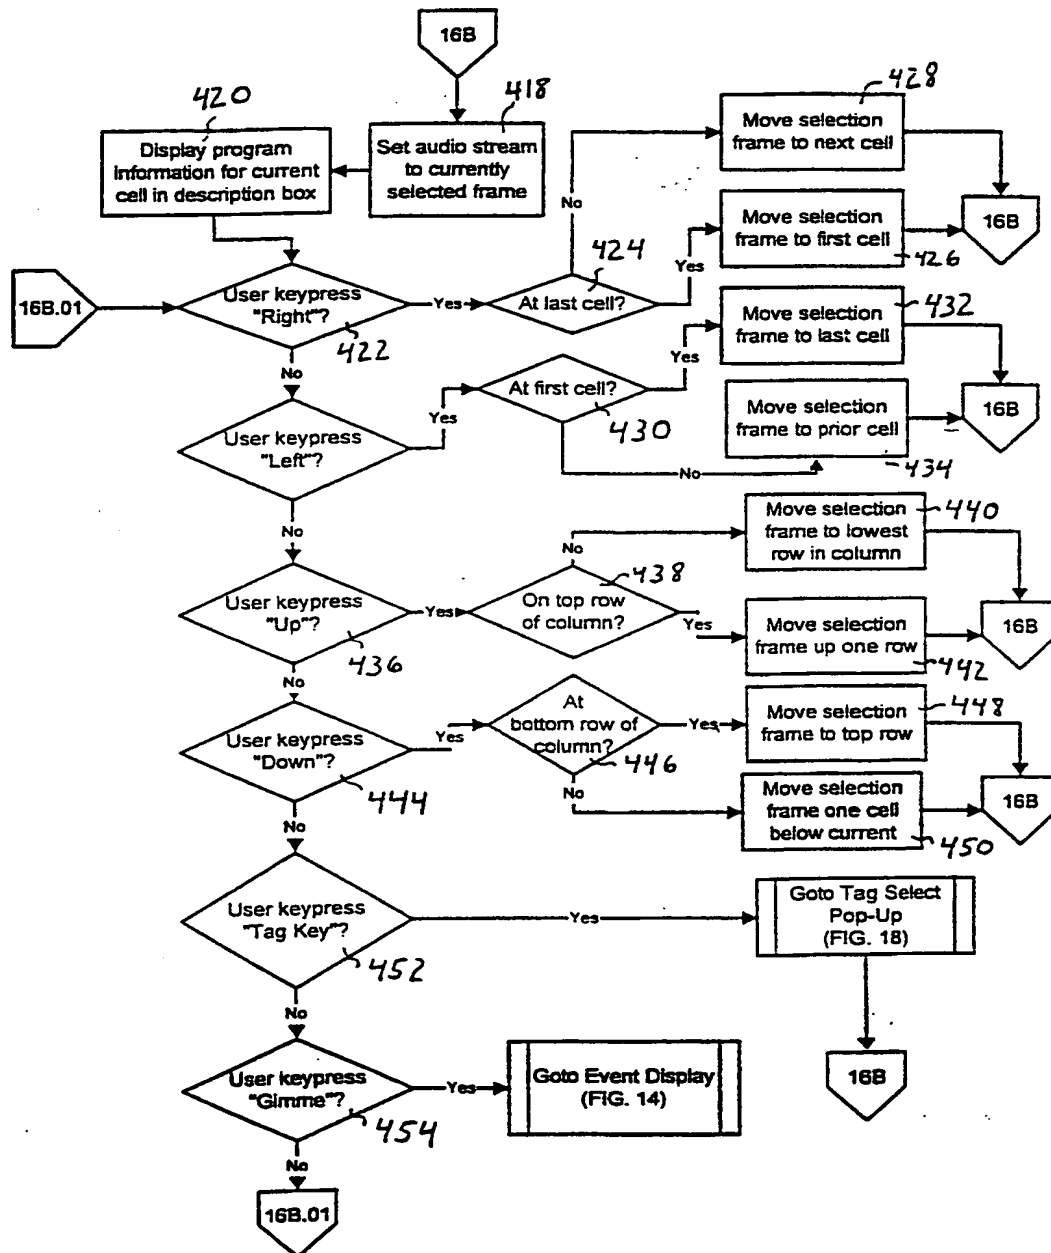 16B
420
418
428
Display program
information for current
cell in description box
Set audio stream
to currently
selected frame
Move selection
frame to next cell
No
16B
Move selection
frame to first cell
426
424
Yes
16B.01
User keypress
"Right"?
422
Yes
At last cell?
Move selection
frame to last cell
432
No
Yes
At first cell?
430
Yes
User keypress
"Left"?
Move selection
frame to prior cell
434
16B
No
No
Move selection
frame to lowest
row in column
440
No
438
User keypress
"Up"?
436
Yes
On top row
of column?
Yes
Move selection
frame up one row
442
16B
No
At
bottom row of
column?
446
Yes
Move selection
frame to top row
448
User keypress
"Down"?
444
Yes
No
Move selection
frame one cell
below current
450
16B
No
User keypress
"Tag Key"?
452
Yes
Goto Tag Select
Pop-Up
(FIG. 18)
No
16B
User keypress
"Gimme"?
454
Yes
Goto Event Display
(FIG. 14)
No
16B.01